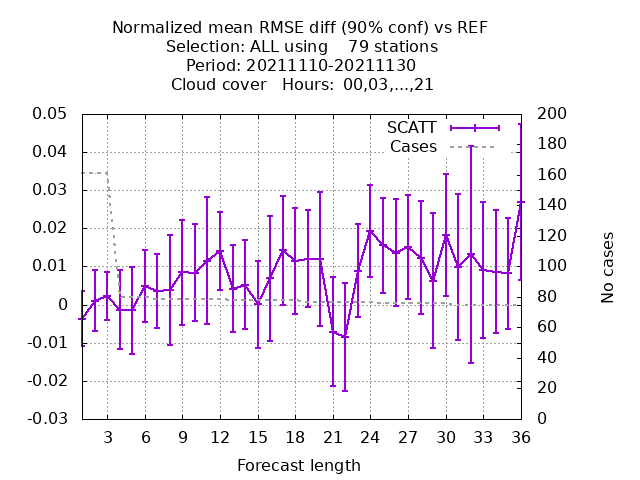 Normalized mean RMSE diff (90% conf) vs REF
Selection: ALL using 79 stations
Period: 20211110-20211130
Cloud cover Hours: 00,03,...,21
0.05
0.04
0.03
0.02
0.01
0
-0.01
-0.02
-0.03
200
180
160
140
120
100
80
60
40
20
0
SCATT
Cases
No cases
3 6 9 12 15 18 21 24 27 30 33 36
Forecast length